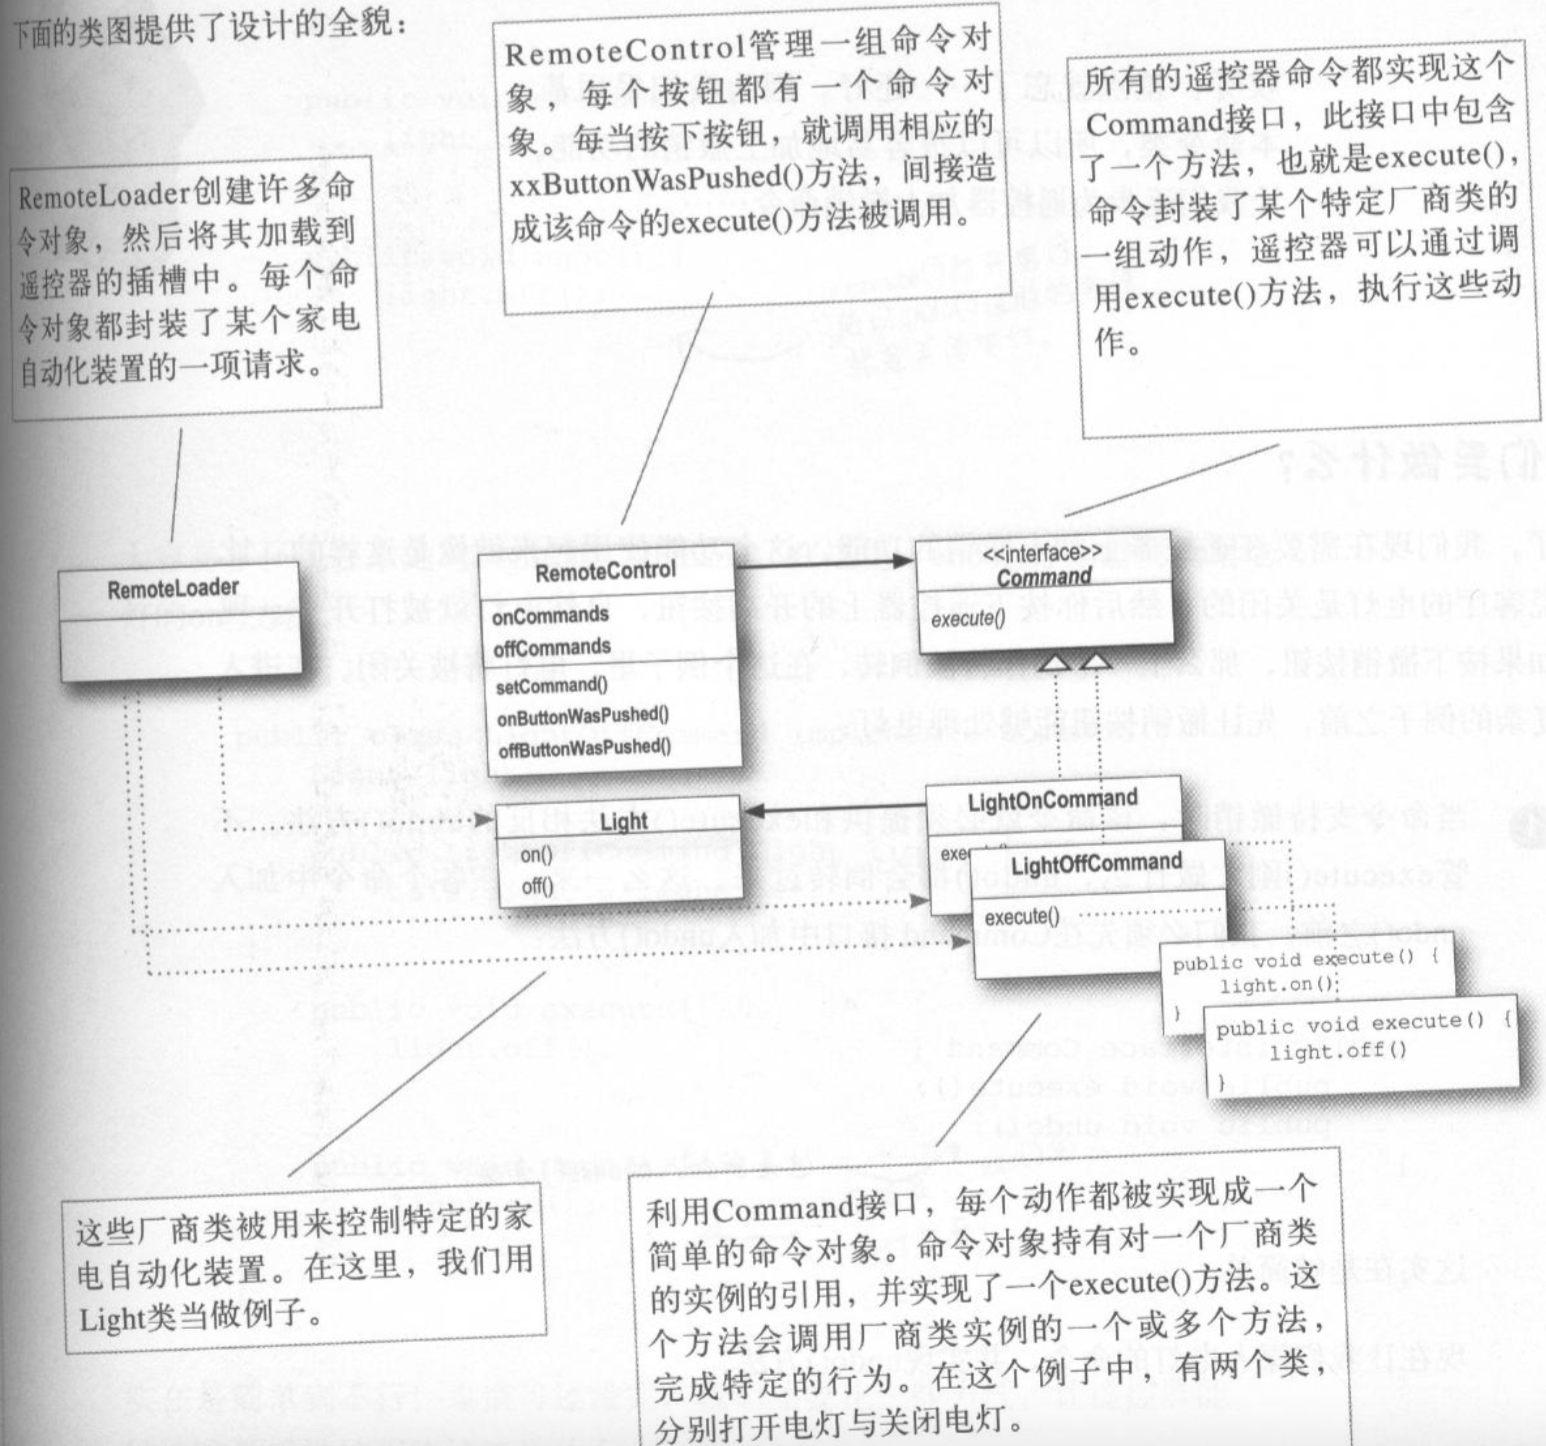 下面的类图提供了设计的全貌：
RemoteLoader创建许多命
令对象，然后将其加载到
遥控器的插槽中。每个命
令对象都封装了某个家电
自动化装置的一项请求。
RemoteControl管理一组命令对
象，每个按钮都有一个命令对
象。每当按下按钮，就调用相应的
xxButtonWasPushed()方法，间接造
成该命令的execute()方法被调用。
所有的遥控器命令都实现这个
Command接口，此接口中包含
了一个方法，也就是execute()，
命令封装了某个特定厂商类的
一组动作，遥控器可以通过调
用execute()方法，执行这些动
作。
RemoteLoader
RemoteControl
onCommands
offCommands
setCommand()
onButtonWasPushed()
offButtonWasPushed()
<<interface>>
Command
execute()
Light
on()
off()
LightOnCommand
LightOffCommand
execute()
public void execute() {
light.on();
}
public void execute() {
light.off()
}
这些厂商类被用来控制特定的家
电自动化装置。在这里，我们用
Light类当做例子。
利用Command接口，每个动作都被实现成一个
简单的命令对象。命令对象持有对一个厂商类
的实例的引用，并实现了一个execute()方法。这
个方法会调用厂商类实例的一个或多个方法，
完成特定的行为。在这个例子中，有两个类，
分别打开电灯与关闭电灯。